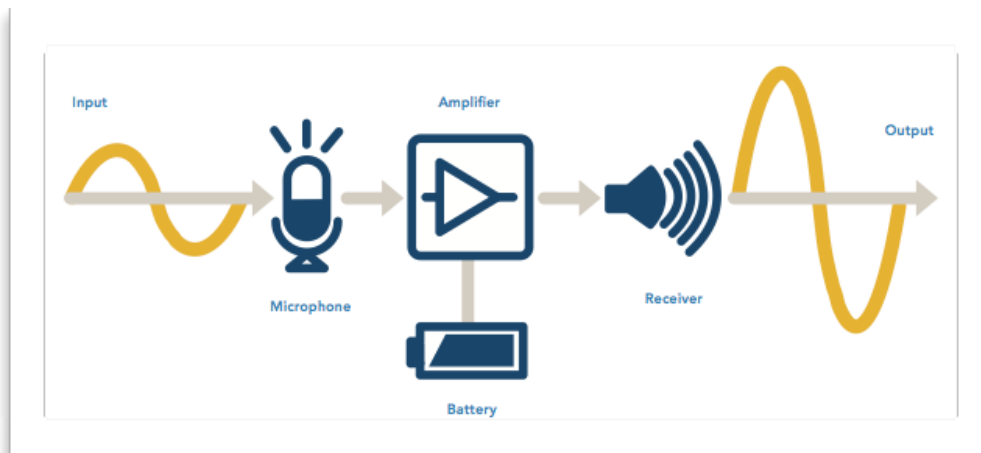 Input
Amplifier
Output
Microphone
Receiver
Battery